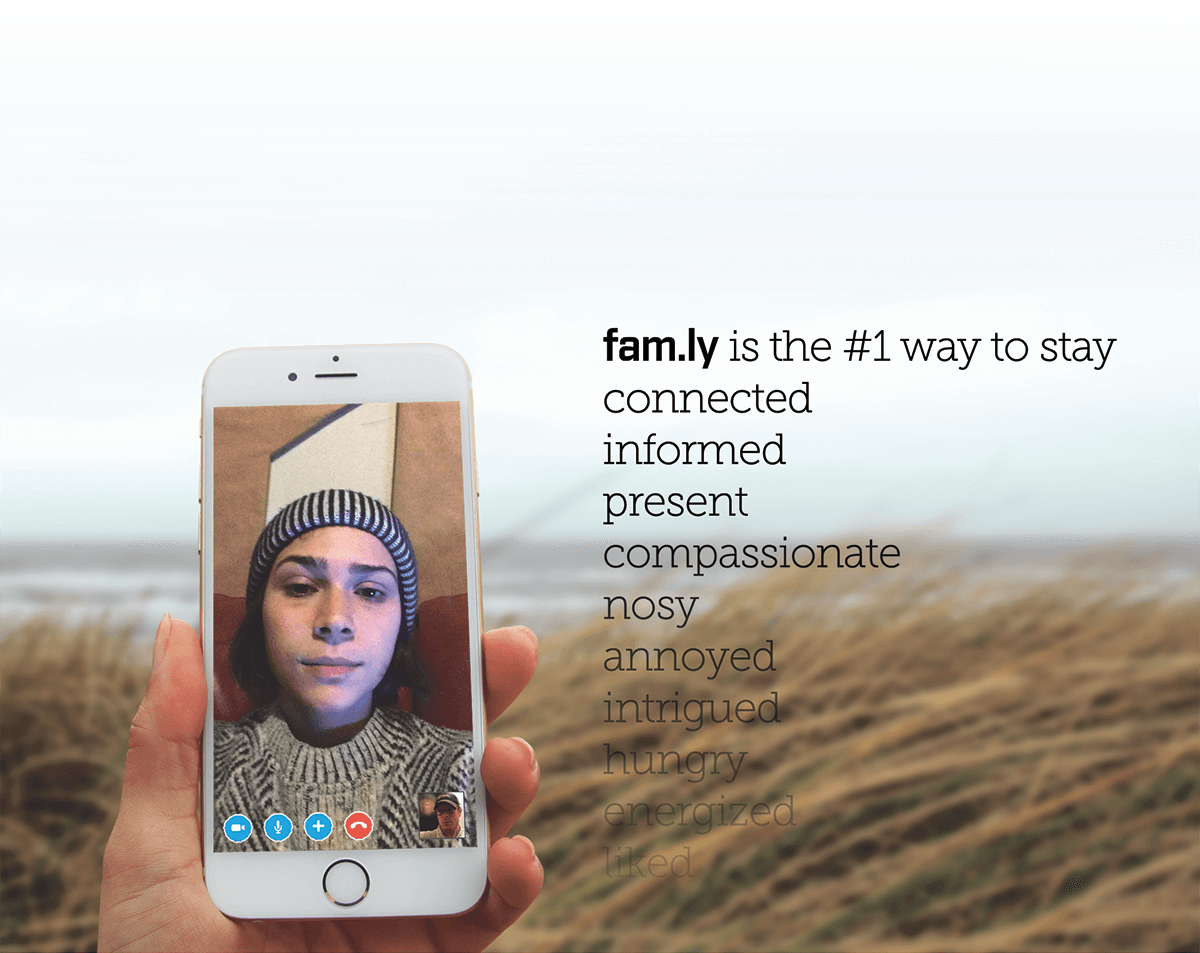 fam.ly is the #1 way to stay
connected
informed
present
compassionate
nosy
annoyed
intrigued
hungry
energized
liked